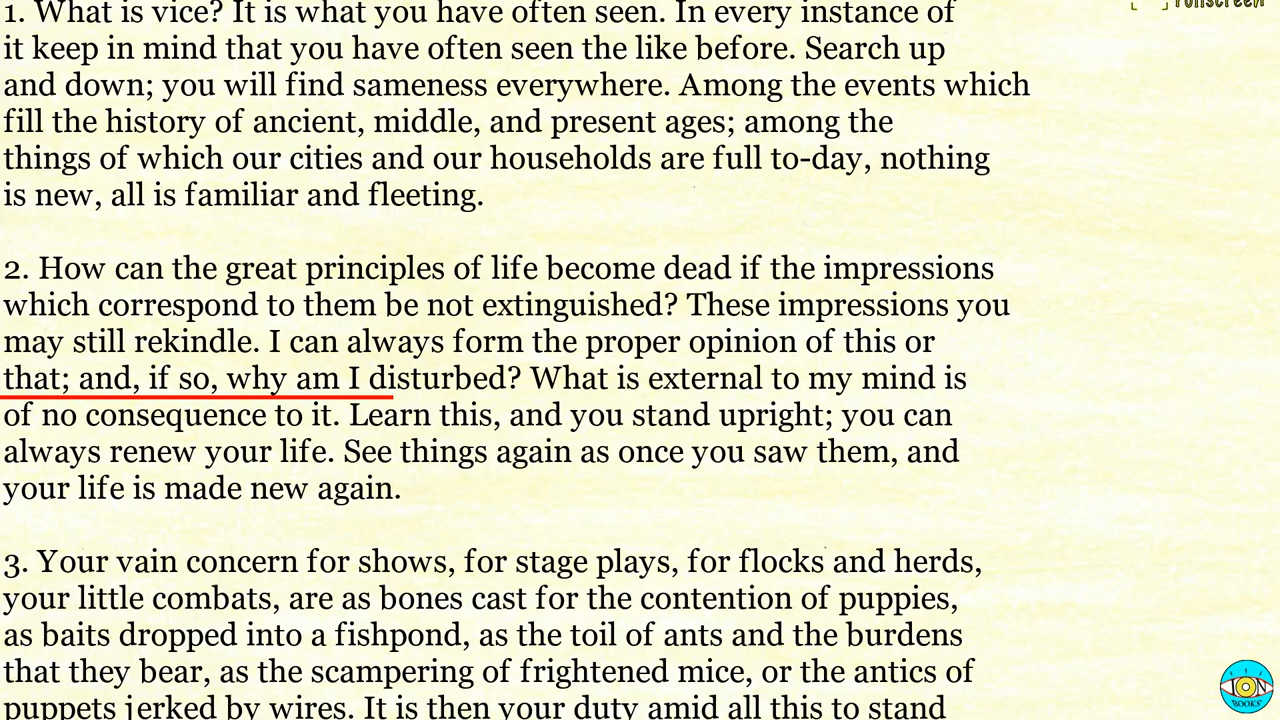 fullscreen
1. What is vice? It is what you have often seen. In every instance of
it keep in mind that you have often seen the like before. Search up
and down; you will find sameness everywhere. Among the events which
fill the history of ancient, middle, and present ages; among the
things of which our cities and our households are full to-day, nothing
is new, all is familiar and fleeting.
2. How can the great principles of life become dead if the impressions
which correspond to them be not extinguished? These impressions you
may still rekindle. I can always form the proper opinion of this or
that; and, if so, why am I disturbed? What is external to my mind is
of no consequence to it. Learn this, and you stand upright; you can
always renew your life. See things again as once you saw them, and
your life is made new again.
3. Your vain concern for shows, for stage plays, for flocks and herds,
your little combats, are as bones cast for the contention of puppies,
as baits dropped into a fishpond, as the toil of ants and the burdens
that they bear, as the scampering of frightened mice, or the antics of
puppets jerked by wires. It is then your duty amid all this to stand
ION
BOOKS